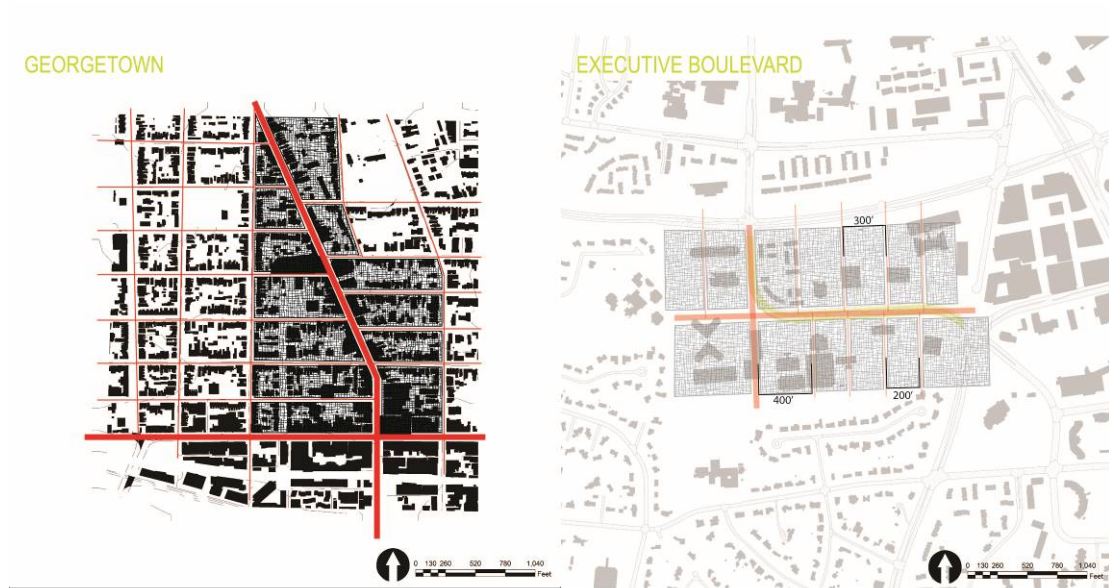 GEORGETOWN
0 130 260 520 780 1,040
Feet
EXECUTIVE BOULEVARD
300'
400'
200'
0 130 260 520 780 1,040
Feet